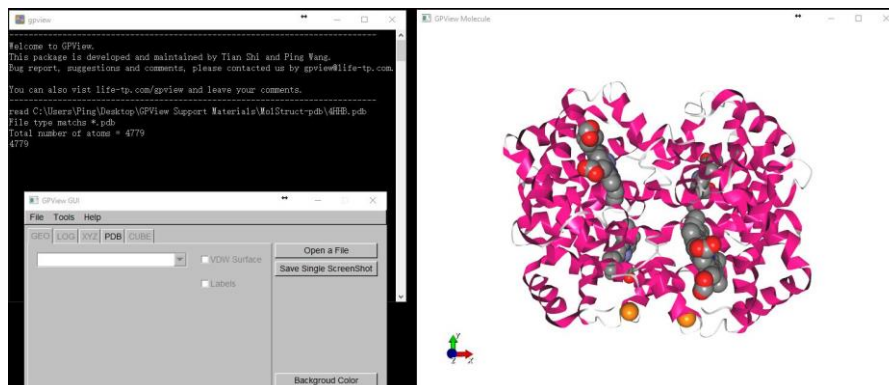 gpview
Welcome to GPView.
This package is developed and maintained by Tian Shi and Ping Wang.
Bug report, suggestions and comments, please contacted us by gpview@life-tp.com.
You can also vist life-tp.com/gpview and leave your comments.
read C:\Users\Ping\Desktop\GPView Support Materials\MolStruct-pdb\4HHB.pdb
File type matchs *.pdb
Total number of atoms = 4779
4779
GPView GUI
File Tools Help
GEO LOG XYZ PDB CUBE
VDW Surface
Labels
Open a File
Save Single ScreenShot
Backgroud Color
GPView Molecule
Y
Z
X